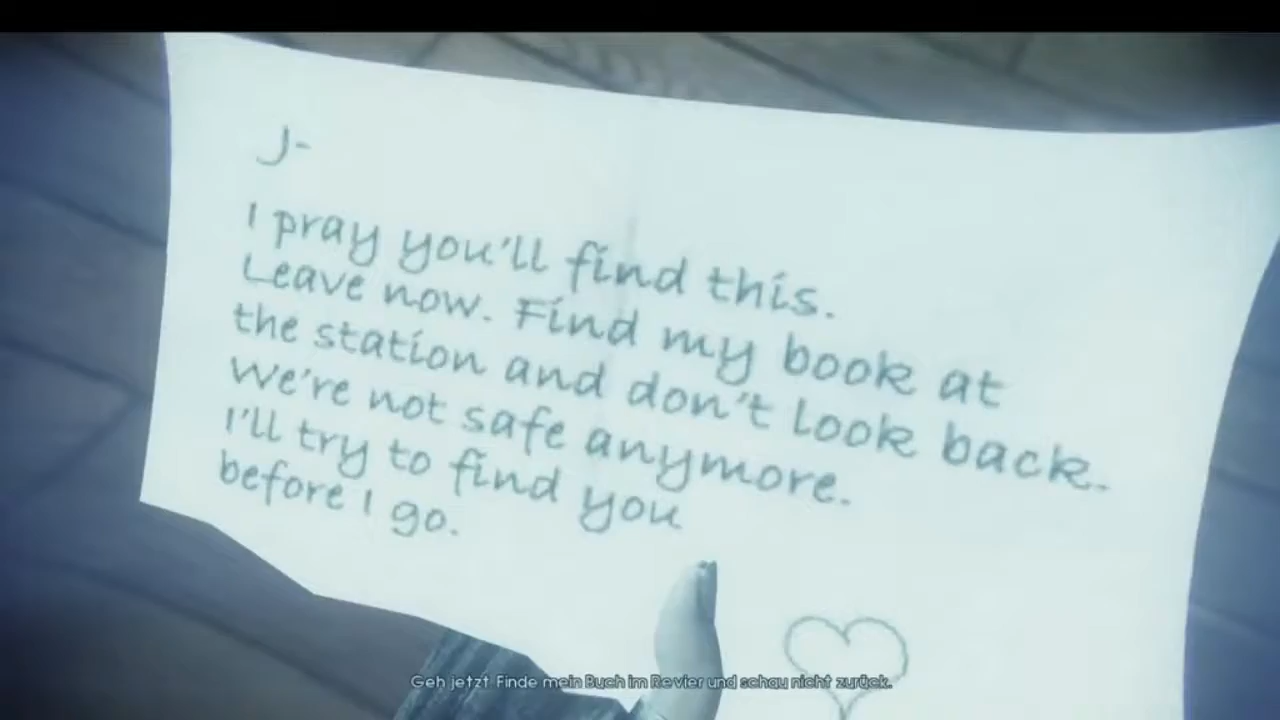 J-
I pray you'll find this.
Leave now. Find my book at
the station and don't look back.
We're not safe anymore.
I'll try to find you
before I go.
Geh jetzt. Finde mein Buch im Revier und schau nicht zurück.